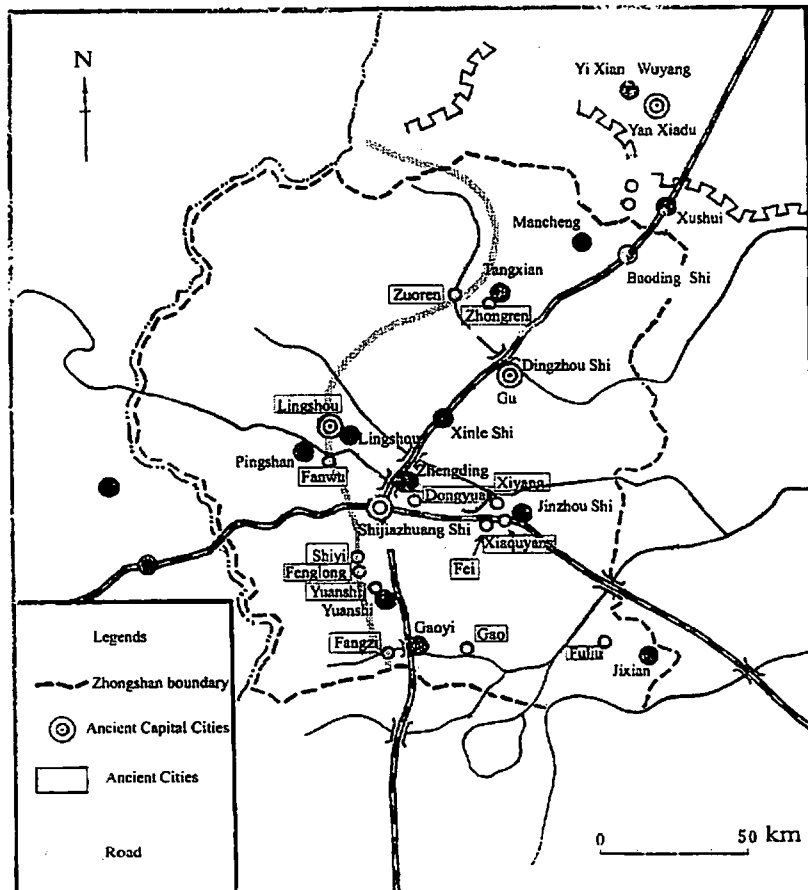 N
Yi Xian Wuyang
Yan Xiadu
Mancheng
Xushui
Baoding Shi
Tangxian
Zuoren
Zhongren
Dingzhou Shi
Gu
Lingshou
Lingshou
Xinle Shi
Pingshan
Fanwu
Zhengding
Xiyang
Dongyua
Jinzhou Shi
Shijiazhuang Shi
Xiaquyang
Fei
Shiyi
Fenglong
Yuanshi
Yuanshi
Gaoyi
Gao
Fangzi
Fuliu
Jixian
Legends
Zhongshan boundary
Ancient Capital Cities
Ancient Cities
Road
0 50 km